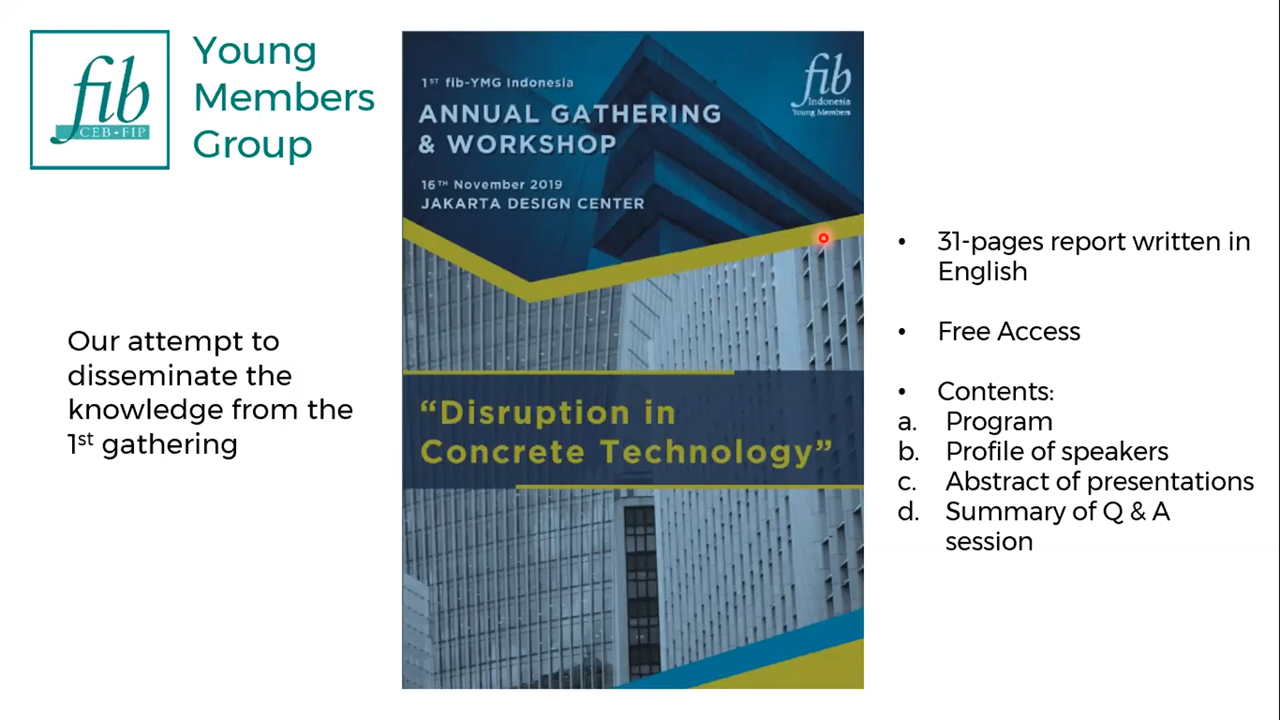 fib
CEB-FIP
Young
Members
Group
Our attempt to
disseminate the
knowledge from the
1st gathering
1ST fib-YMG Indonesia
ANNUAL GATHERING
& WORKSHOP
16TH November 2019
JAKARTA DESIGN CENTER
fib
Indonesia
Young Members
“Disruption in
Concrete Technology”
• 31-pages report written in
English
• Free Access
• Contents:
a. Program
b. Profile of speakers
c. Abstract of presentations
d. Summary of Q & A
session